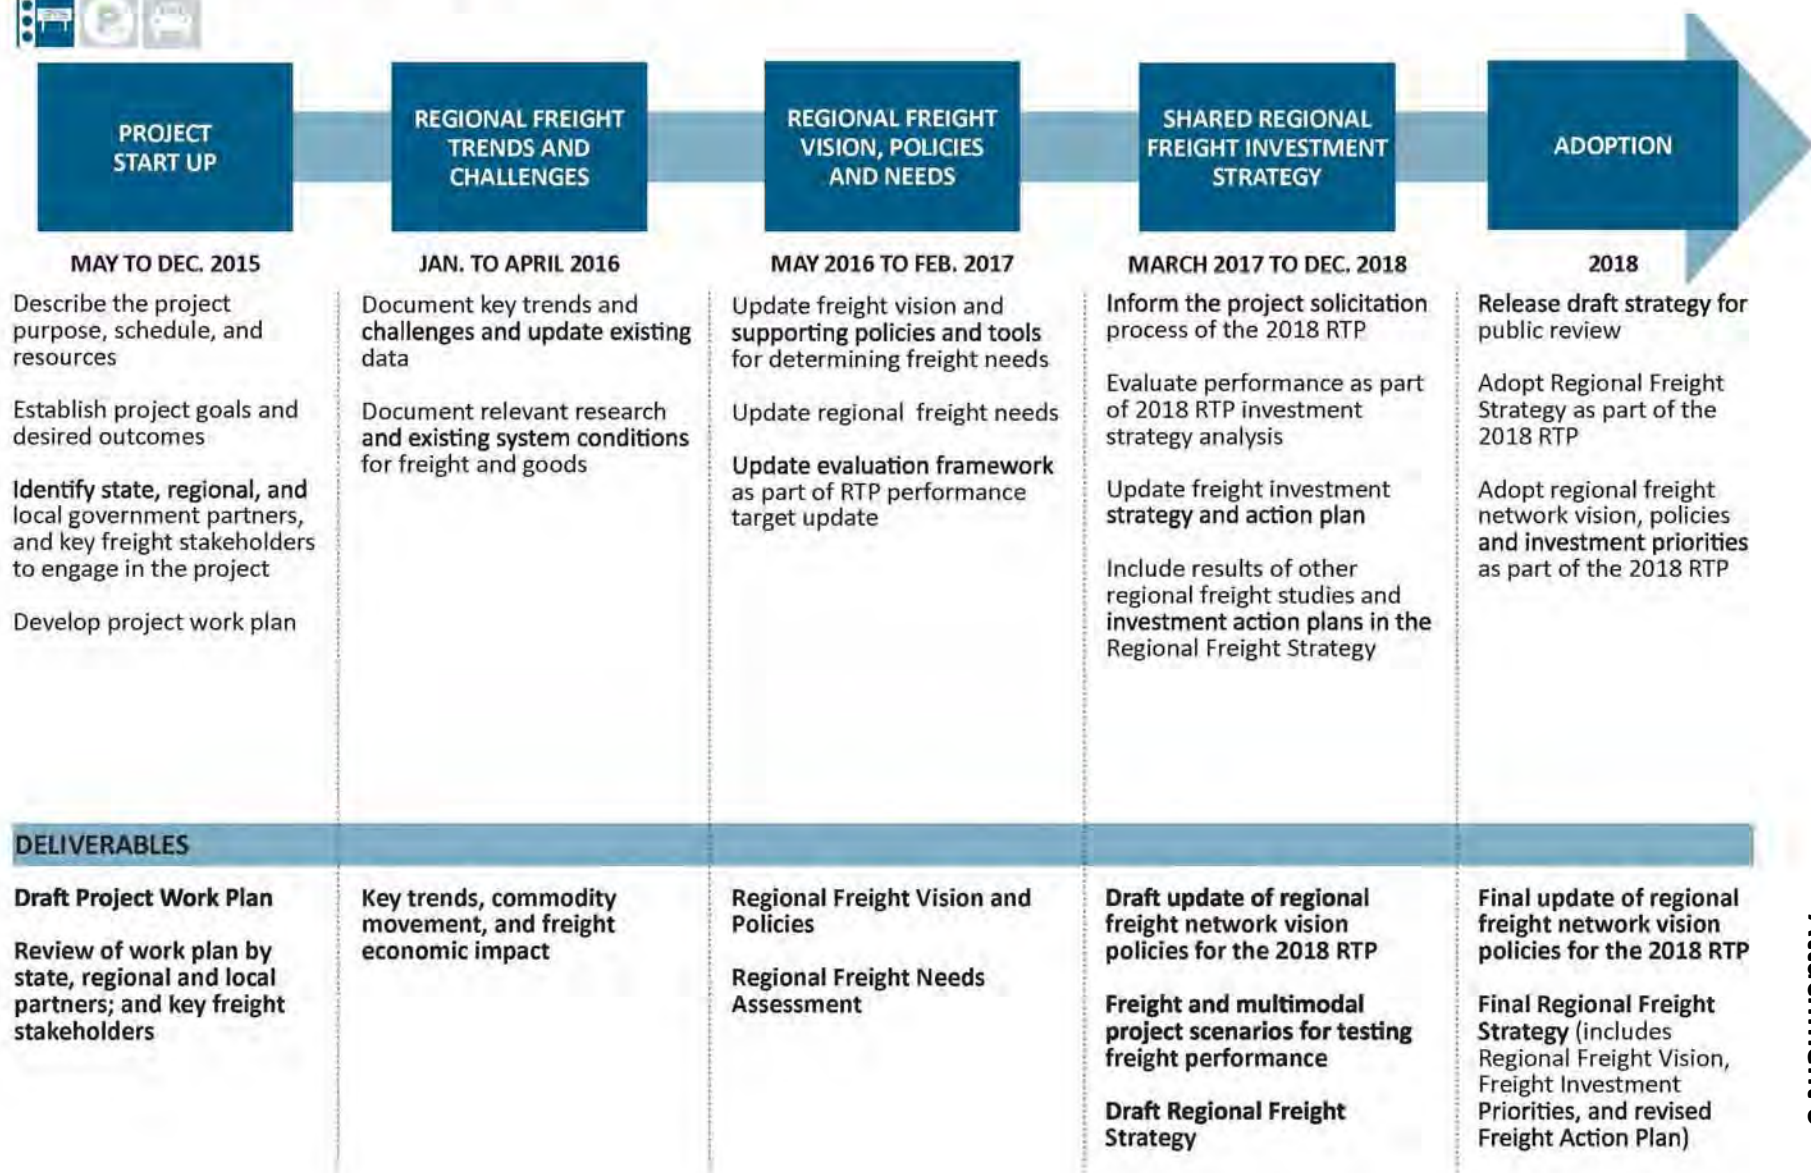 PROJECT
START UP
REGIONAL FREIGHT
TRENDS AND
CHALLENGES
REGIONAL FREIGHT
VISION, POLICIES
AND NEEDS
SHARED REGIONAL
FREIGHT INVESTMENT
STRATEGY
ADOPTION
MAY TO DEC. 2015
Describe the project
purpose, schedule, and
resources
Establish project goals and
desired outcomes
Identify state, regional, and
local government partners,
and key freight stakeholders
to engage in the project
Develop project work plan
JAN. TO APRIL 2016
Document key trends and
challenges and update existing
data
Document relevant research
and existing system conditions
for freight and goods
MAY 2016 TO FEB. 2017
Update freight vision and
supporting policies and tools
for determining freight needs
Update regional freight needs
Update evaluation framework
as part of RTP performance
target update
MARCH 2017 TO DEC. 2018
Inform the project solicitation
process of the 2018 RTP
Evaluate performance as part
of 2018 RTP investment
strategy analysis
Update freight investment
strategy and action plan
Include results of other
regional freight studies and
investment action plans in the
Regional Freight Strategy
2018
Release draft strategy for
public review
Adopt Regional Freight
Strategy as part of the
2018 RTP
Adopt regional freight
network vision, policies
and investment priorities
as part of the 2018 RTP
DELIVERABLES
Draft Project Work Plan
Review of work plan by
state, regional and local
partners; and key freight
stakeholders
Key trends, commodity
movement, and freight
economic impact
Regional Freight Vision and
Policies
Regional Freight Needs
Assessment
Draft update of regional
freight network vision
policies for the 2018 RTP
Freight and multimodal
project scenarios for testing
freight performance
Draft Regional Freight
Strategy
Final update of regional
freight network vision
policies for the 2018 RTP
Final Regional Freight
Strategy (includes
Regional Freight Vision,
Freight Investment
Priorities, and revised
Freight Action Plan)